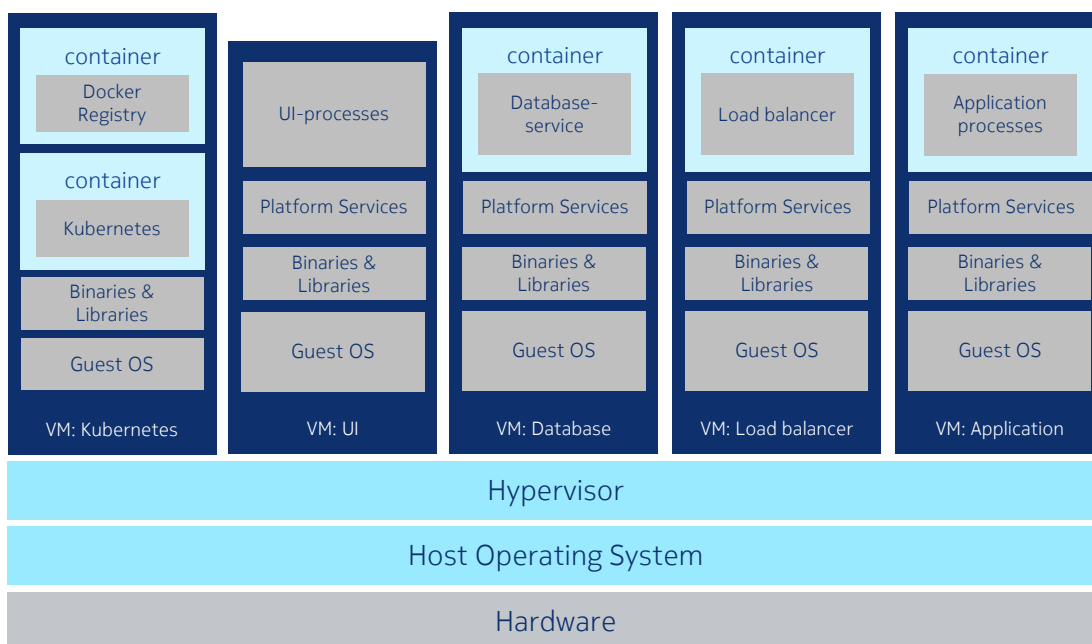 container
Docker
Registry
container
Kubernetes
Binaries &
Libraries
Guest OS
VM: Kubernetes
UI-processes
Platform Services
Binaries &
Libraries
Guest OS
VM: UI
container
Database-
service
Platform Services
Binaries &
Libraries
Guest OS
VM: Database
container
Load balancer
Platform Services
Binaries &
Libraries
Guest OS
VM: Load balancer
container
Application
processes
Platform Services
Binaries &
Libraries
Guest OS
VM: Application
Hypervisor
Host Operating System
Hardware